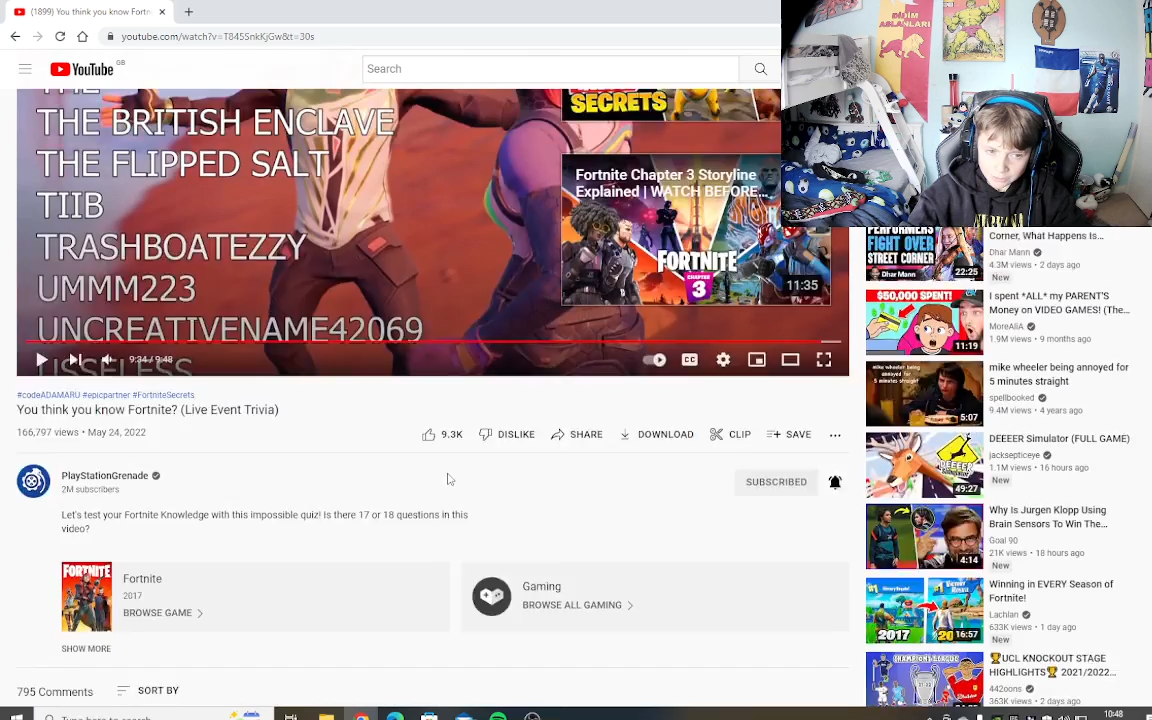 (1899) You think you know Fortn
youtube.com/watch?v=T845SnkKjGw&t=30s
YouTube GB
Search
THE BRITISH ENCLAVE
THE FLIPPED SALT
TIIB
TRASHBOATEZZY
UMMM223
UNCREATIVENAME42069
USSELESS
SECRETS
Fortnite Chapter 3 Storyline
Explained | WATCH BEFORE...
FORTNITE
CHAPTER
3
11:35
9:34 / 9:48
CC
#codeADAMARU #epicpartner #FortniteSecrets
You think you know Fortnite? (Live Event Trivia)
166,797 views • May 24, 2022
9.3K
DISLIKE
SHARE
DOWNLOAD
CLIP
SAVE
PlayStationGrenade
2M subscribers
SUBSCRIBED
Let's test your Fortnite Knowledge with this impossible quiz! Is there 17 or 18 questions in this
video?
FORTNITE
Fortnite
2017
BROWSE GAME
Gaming
BROWSE ALL GAMING
SHOW MORE
795 Comments
SORT BY
PERFORMERS
FIGHT OVER
STREET CORNER
22:25
Corner, What Happens Is...
Dhar Mann
4.3M views • 2 days ago
New
$50,000 SPENT!
11:19
I spent *ALL* my PARENT'S
Money on VIDEO GAMES! (The...
MoreAliA
1.9M views • 9 months ago
mike wheeler being
annoyed for
5 minutes straight
5:07
mike wheeler being annoyed for
5 minutes straight
spellbooked
9.4M views • 4 years ago
49:27
DEEEER Simulator (FULL GAME)
jacksepticeye
1.1M views • 16 hours ago
New
4:14
Why Is Jurgen Klopp Using
Brain Sensors To Win The...
Goal 90
21K views • 18 hours ago
New
2017
16:57
Winning in EVERY Season of
Fortnite!
Lachlan
633K views • 1 day ago
New
CHAMPIONS LEAGUE
🏆UCL KNOCKOUT STAGE
HIGHLIGHTS🏆 2021/2022...
442oons
363K views • 2 days ago
Type here to search
10:48